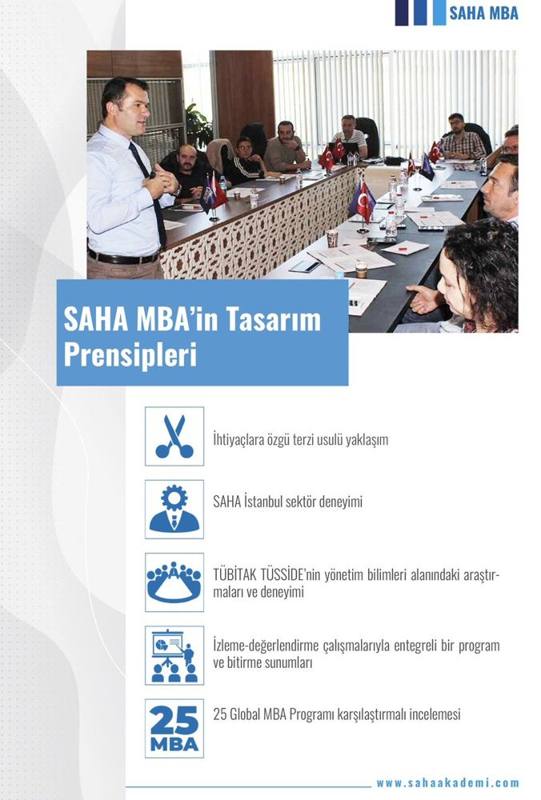 SAHA MBA
SAHA MBA’in Tasarım
Prensipleri
İhtiyaçlara özgü terzi usulü yaklaşım
SAHA İstanbul sektör deneyimi
TÜBİTAK TÜSSİDE’nin yönetim bilimleri alanındaki araştır-
maları ve deneyimi
İzleme-değerlendirme çalışmalarıyla entegreli bir program
ve bitirme sunumları
25
MBA
25 Global MBA Programı karşılaştırmalı incelemesi
www.sahaakademi.com